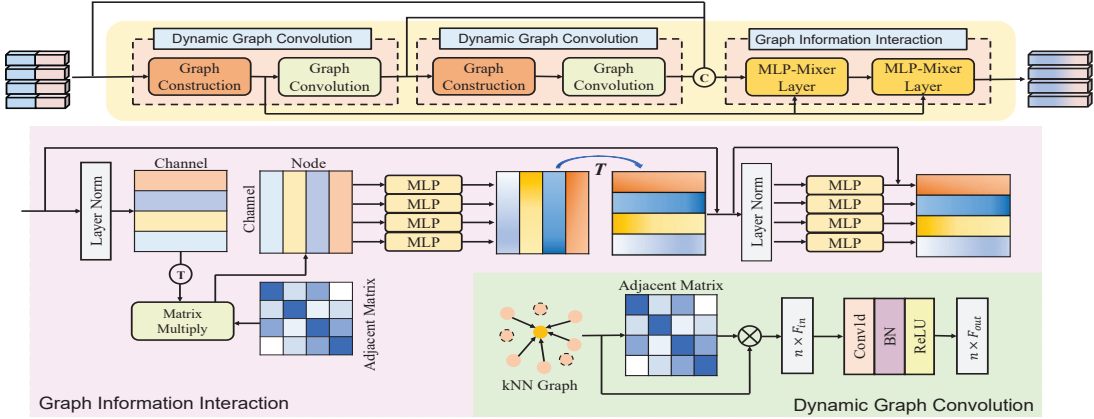 Dynamic Graph Convolution
Dynamic Graph Convolution
Graph Information Interaction
Graph
Construction
Graph
Convolution
Graph
Construction
Graph
Convolution
C
MLP-Mixer
Layer
MLP-Mixer
Layer
Layer Norm
Channel
T
Matrix
Multiply
Adjacent Matrix
Node
Channel
MLP
MLP
MLP
MLP
T
Layer Norm
MLP
MLP
MLP
MLP
Graph Information Interaction
kNN Graph
Adjacent Matrix
n × F_in
Conv1d
BN
ReLU
n × F_out
Dynamic Graph Convolution